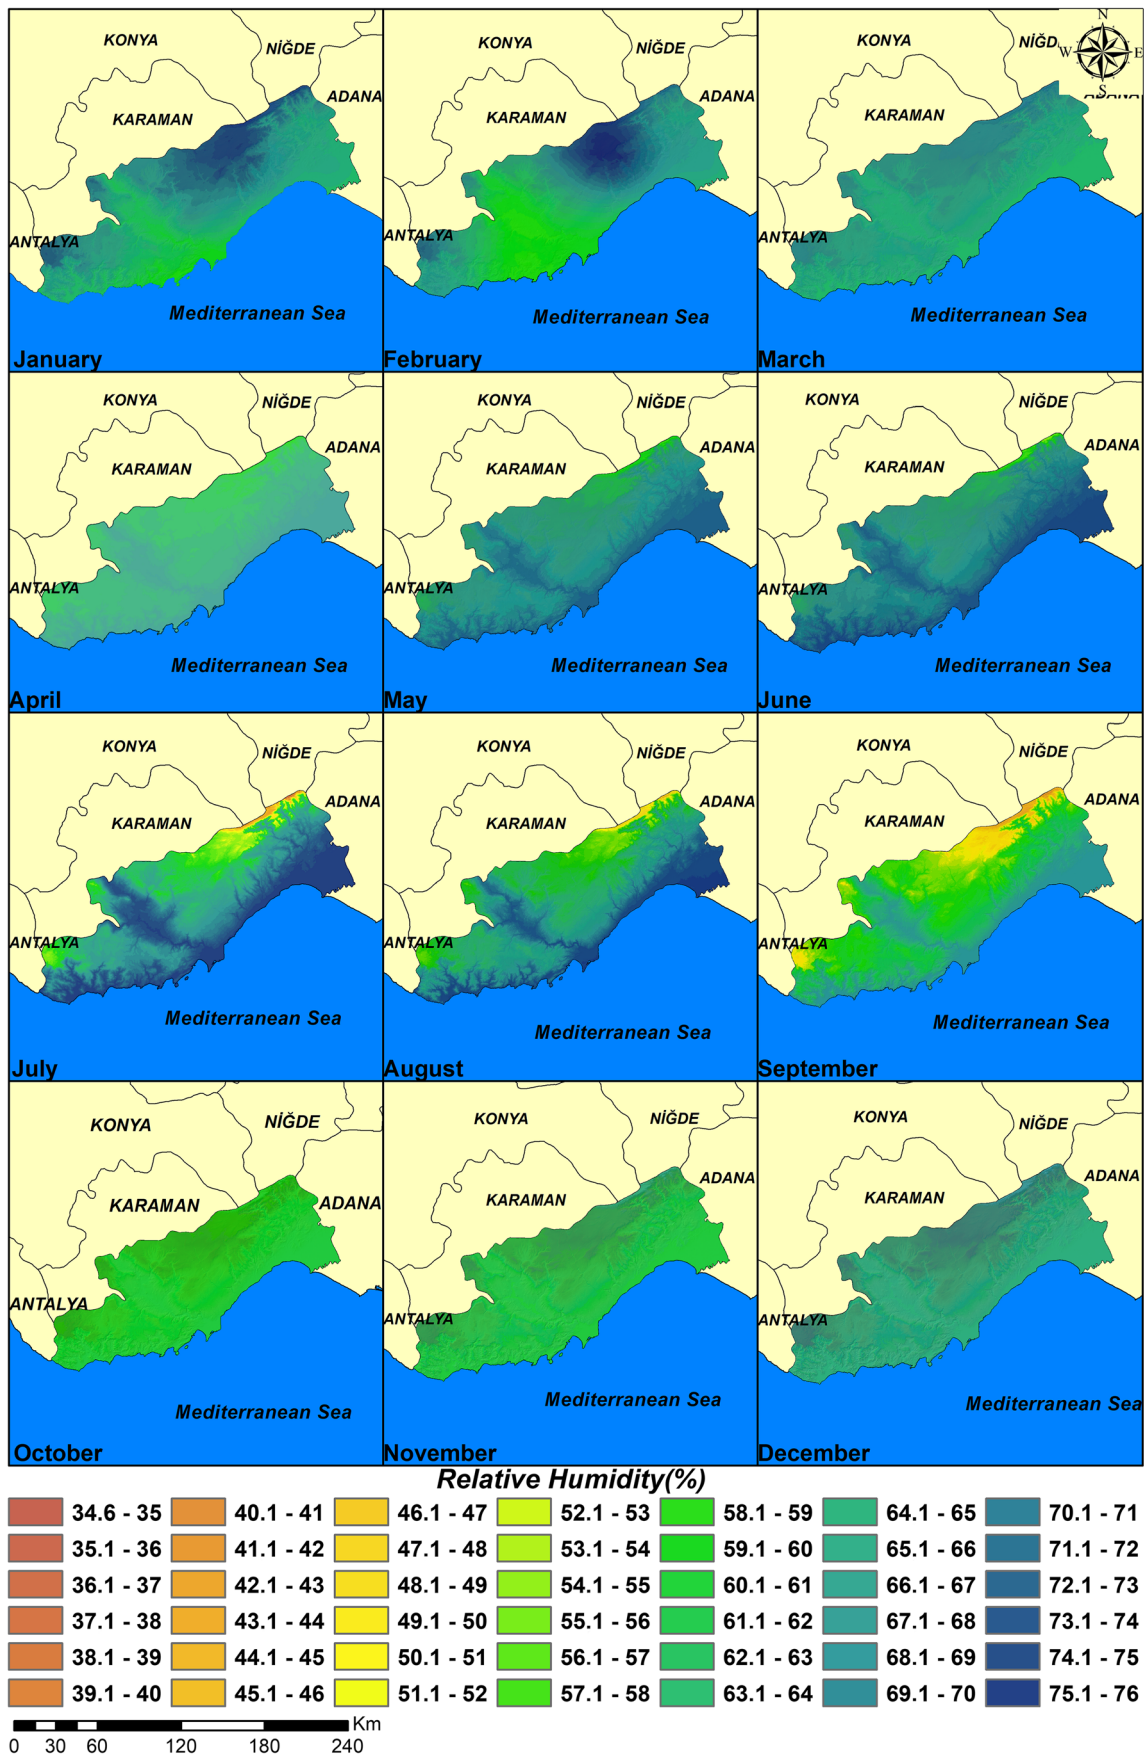 KONYA
NİĞDE
ADANA
KARAMAN
ANTALYA
Mediterranean Sea
January
KONYA
NİĞDE
ADANA
KARAMAN
ANTALYA
Mediterranean Sea
February
N
W E
S
KONYA
NİĞD
KARAMAN
ANTALYA
Mediterranean Sea
March
KONYA
NİĞDE
ADANA
KARAMAN
ANTALYA
Mediterranean Sea
April
KONYA
NİĞDE
ADANA
KARAMAN
ANTALYA
Mediterranean Sea
May
KONYA
NİĞDE
ADANA
KARAMAN
ANTALYA
Mediterranean Sea
June
KONYA
NİĞDE
ADANA
KARAMAN
ANTALYA
Mediterranean Sea
July
KONYA
NİĞDE
ADANA
KARAMAN
ANTALYA
Mediterranean Sea
August
KONYA
NİĞDE
ADANA
KARAMAN
ANTALYA
Mediterranean Sea
September
KONYA
NİĞDE
KARAMAN
ADANA
ANTALYA
Mediterranean Sea
October
KONYA
NİĞDE
ADANA
KARAMAN
ANTALYA
Mediterranean Sea
November
KONYA
NİĞDE
ADANA
KARAMAN
ANTALYA
Mediterranean Sea
December
Relative Humidity(%)
34.6 - 35 40.1 - 41 46.1 - 47 52.1 - 53 58.1 - 59 64.1 - 65 70.1 - 71
35.1 - 36 41.1 - 42 47.1 - 48 53.1 - 54 59.1 - 60 65.1 - 66 71.1 - 72
36.1 - 37 42.1 - 43 48.1 - 49 54.1 - 55 60.1 - 61 66.1 - 67 72.1 - 73
37.1 - 38 43.1 - 44 49.1 - 50 55.1 - 56 61.1 - 62 67.1 - 68 73.1 - 74
38.1 - 39 44.1 - 45 50.1 - 51 56.1 - 57 62.1 - 63 68.1 - 69 74.1 - 75
39.1 - 40 45.1 - 46 51.1 - 52 57.1 - 58 63.1 - 64 69.1 - 70 75.1 - 76
Km
0 30 60 120 180 240